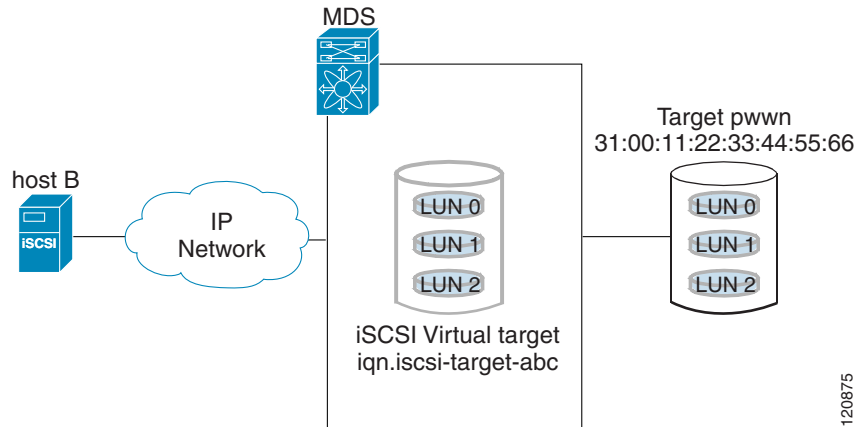 MDS
Target pwwn
31:00:11:22:33:44:55:66
host B
iSCSI
IP
Network
LUN 0
LUN 1
LUN 2
iSCSI Virtual target
iqn.iscsi-target-abc
LUN 0
LUN 1
LUN 2
120875